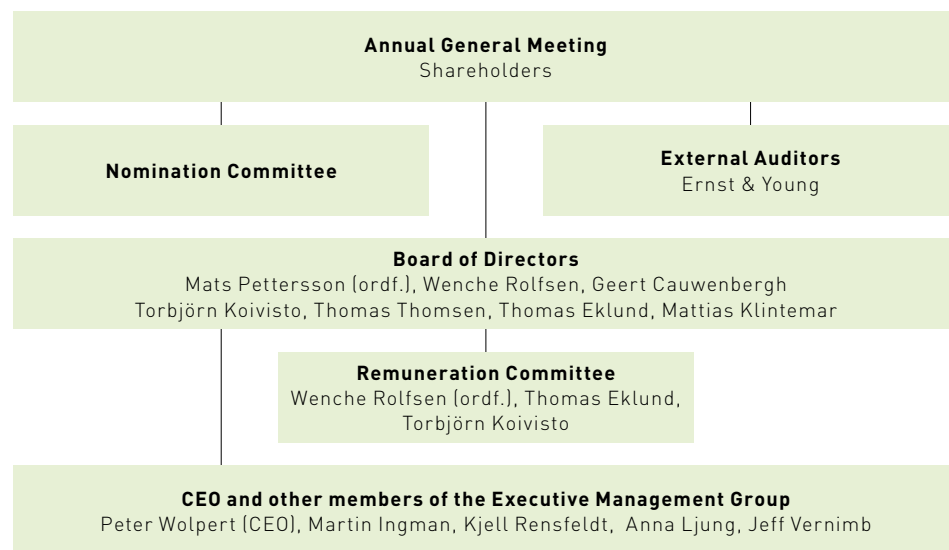 Annual General Meeting
Shareholders
Nomination Committee
External Auditors
Ernst & Young
Board of Directors
Mats Pettersson (ordf.), Wenche Rolfsen, Geert Cauwenbergh
Torbjörn Koivisto, Thomas Thomsen, Thomas Eklund, Mattias Klintemar
Remuneration Committee
Wenche Rolfsen (ordf.), Thomas Eklund,
Torbjörn Koivisto
CEO and other members of the Executive Management Group
Peter Wolpert (CEO), Martin Ingman, Kjell Rensfeldt, Anna Ljung, Jeff Vernimb